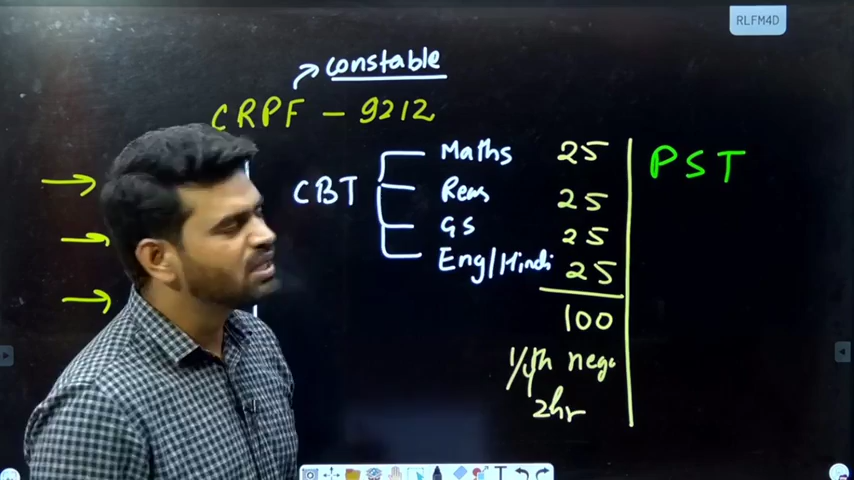 RLFM4D
constable
CRPF - 9212
CBT
Maths 25
Reas 25
GS 25
Eng/Hindi 25
100
1/4th nega
2hr
PST